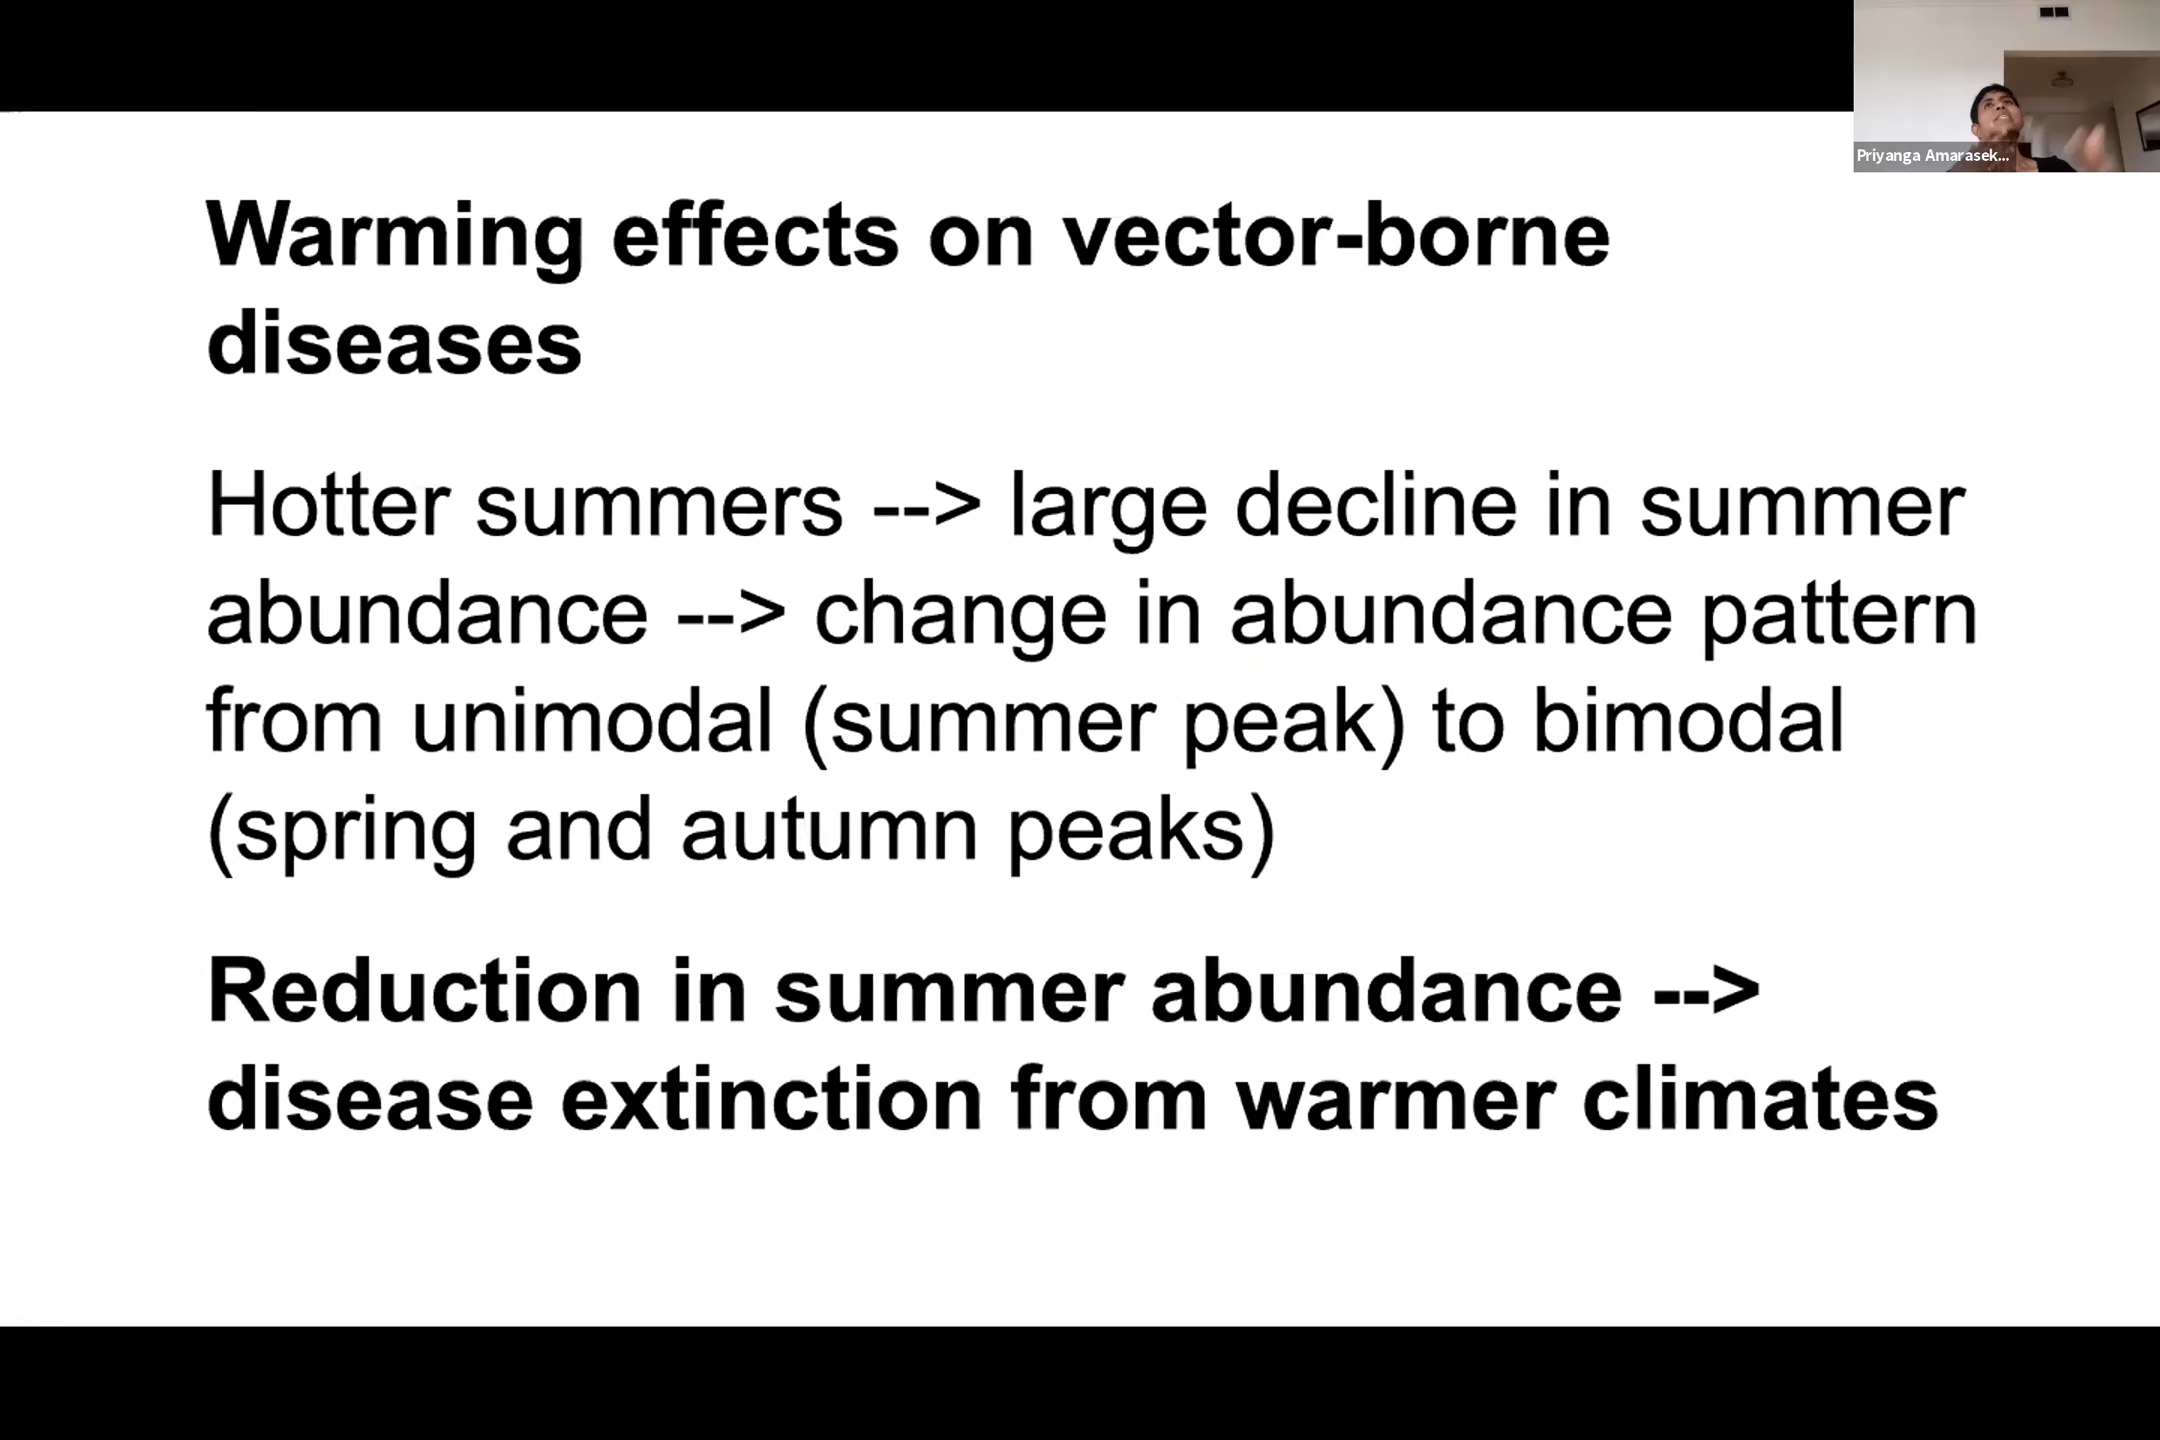 Priyanga Amarasek...
Warming effects on vector-borne
diseases
Hotter summers --> large decline in summer
abundance --> change in abundance pattern
from unimodal (summer peak) to bimodal
(spring and autumn peaks)
Reduction in summer abundance -->
disease extinction from warmer climates